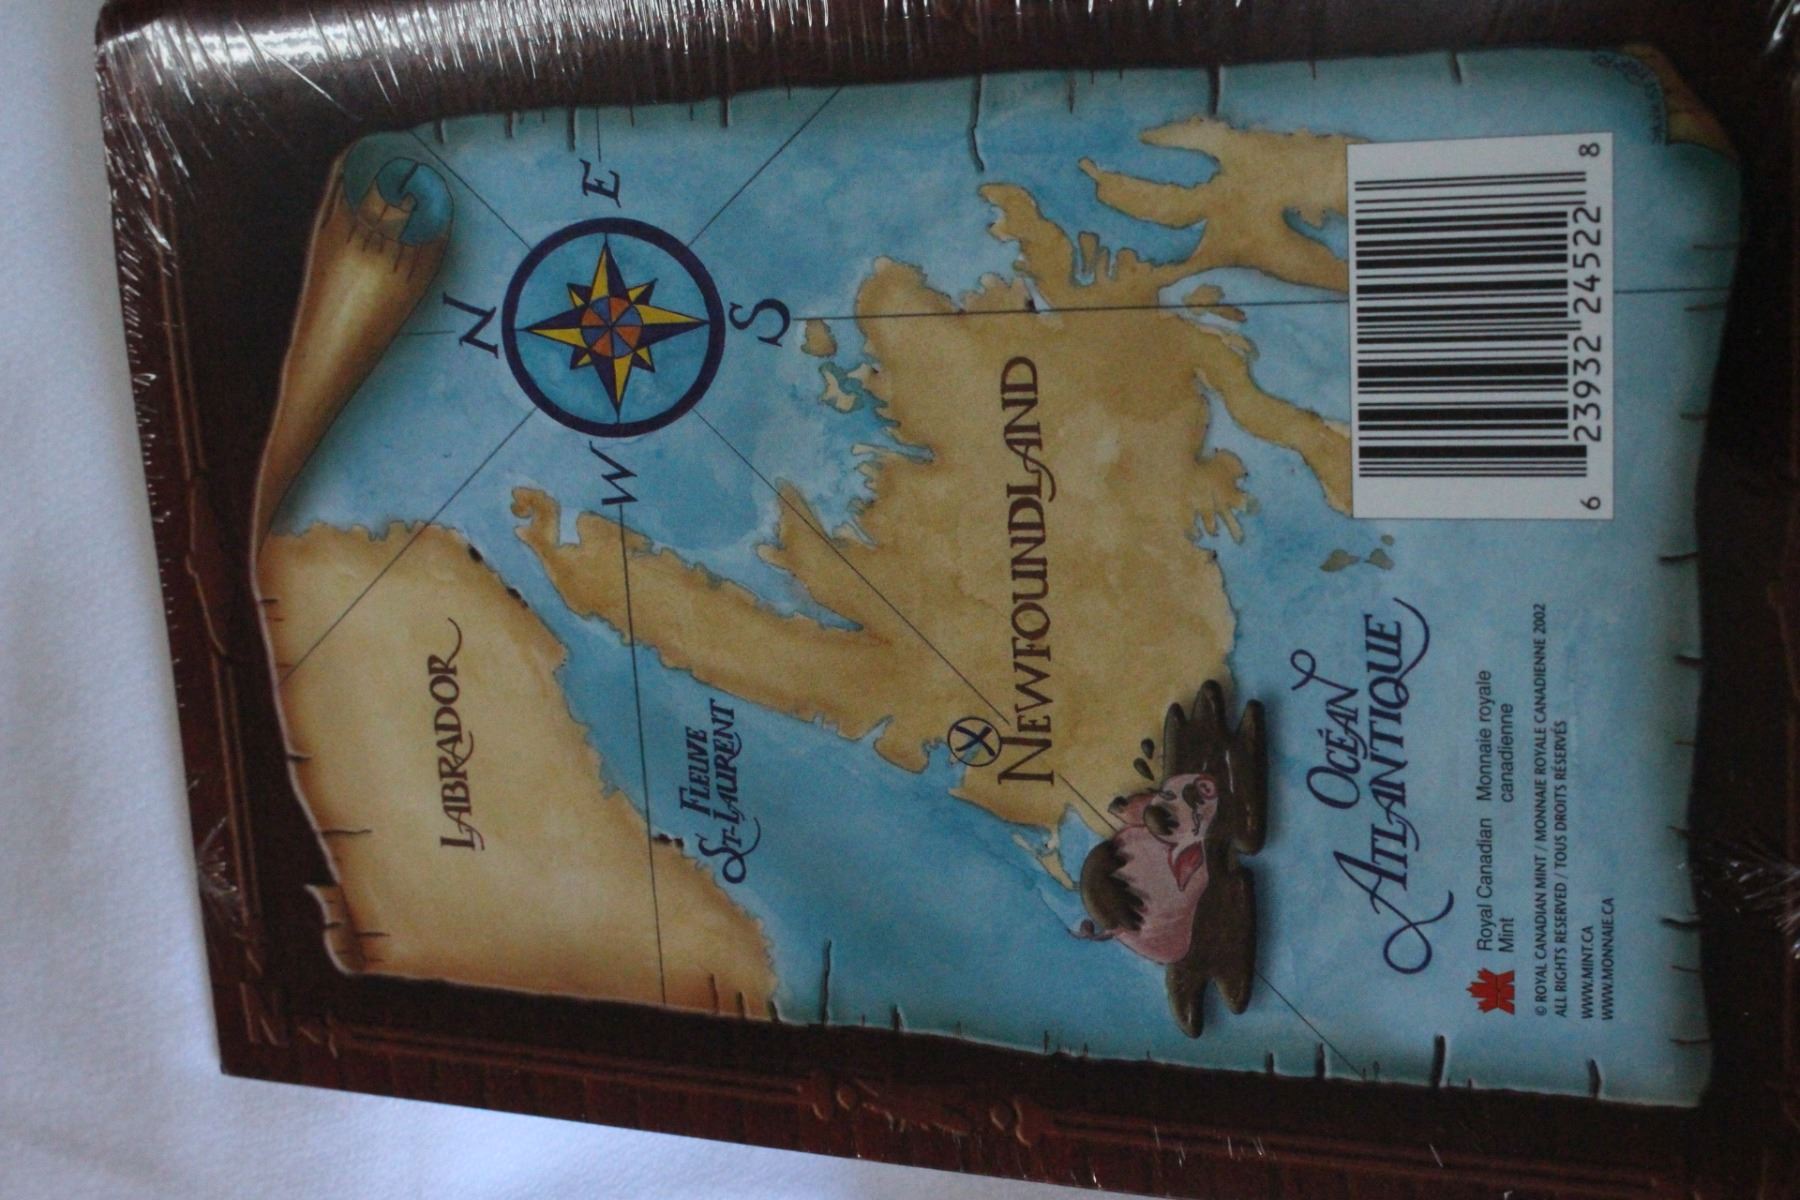 N
W
E
S
LABRADOR
FLEUVE
ST-LAURENT
NEWFOUNDLAND
OCÉAN
ATLANTIQUE
Royal Canadian Monnaie royale
Mint canadienne
© ROYAL CANADIAN MINT / MONNAIE ROYALE CANADIENNE 2002
ALL RIGHTS RESERVED / TOUS DROITS RÉSERVÉS
WWW.MINT.CA
WWW.MONNAIE.CA
6 23932 24522 8